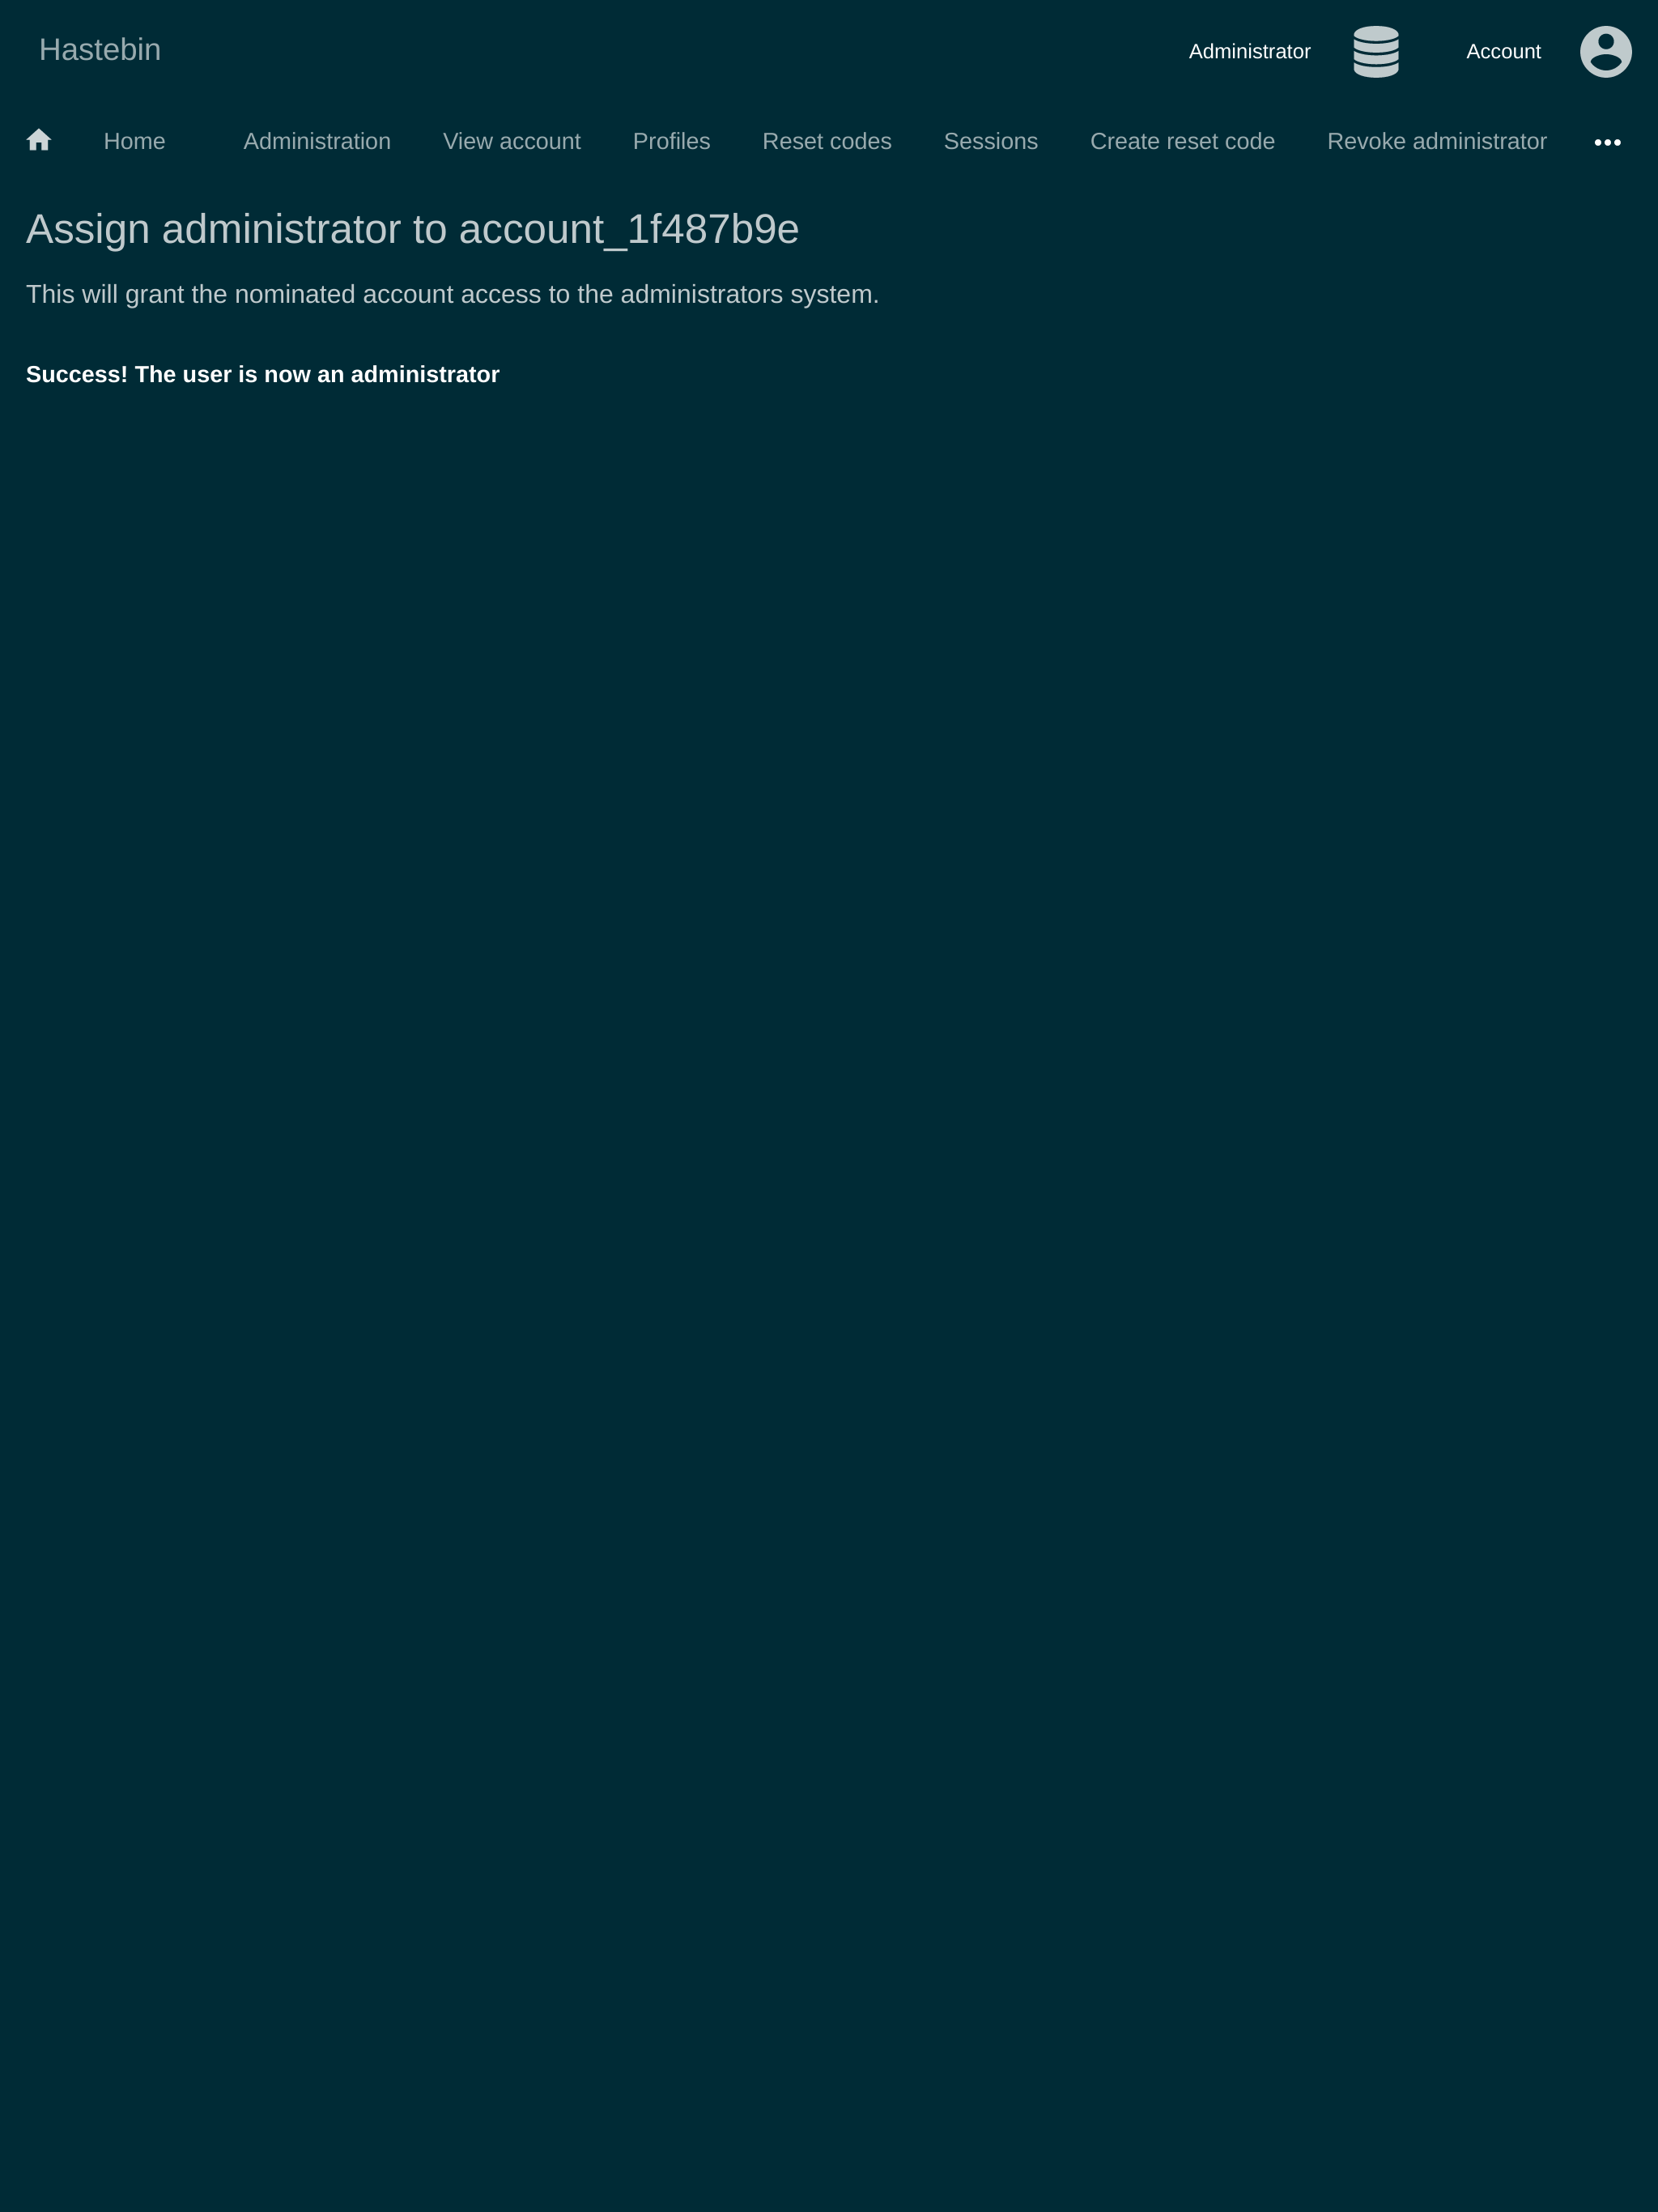 Hastebin
Administrator
Account
Home
Administration
View account
Profiles
Reset codes
Sessions
Create reset code
Revoke administrator
Assign administrator to account_1f487b9e
This will grant the nominated account access to the administrators system.
Success! The user is now an administrator